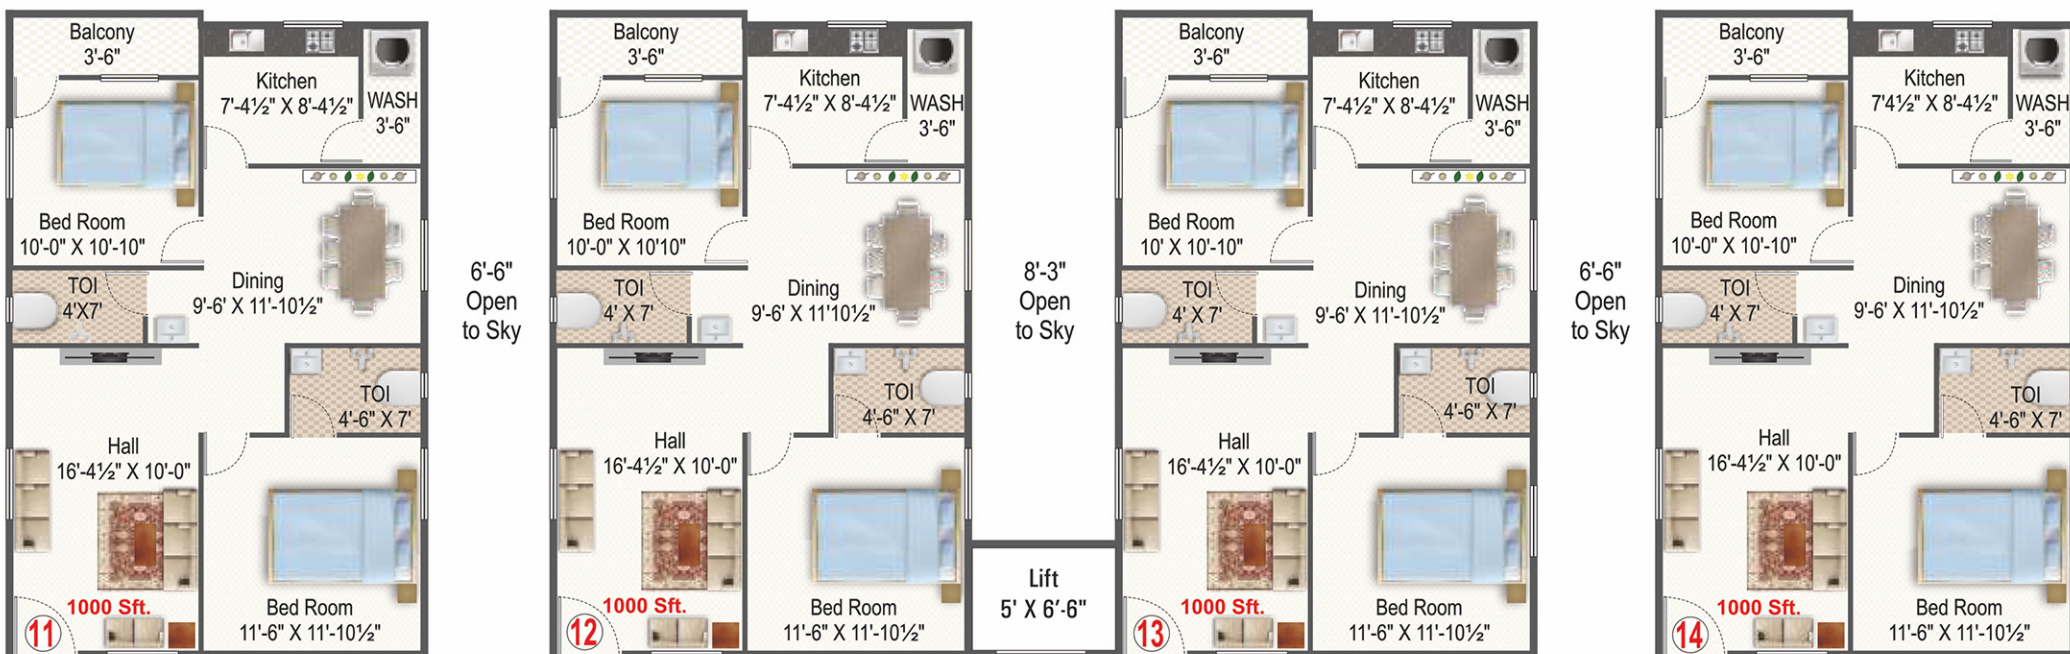 Balcony
3'-6"
Kitchen
7'-4½" X 8'-4½"
WASH
3'-6"
Bed Room
10'-0" X 10'-10"
TOI
4'X7'
Dining
9'-6' X 11'-10½"
TOI
4'-6" X 7'
Hall
16'-4½" X 10'-0"
1000 Sft.
11
Bed Room
11'-6" X 11'-10½"
6'-6"
Open
to Sky
Balcony
3'-6"
Kitchen
7'-4½" X 8'-4½"
WASH
3'-6"
Bed Room
10'-0" X 10'10"
TOI
4' X 7'
Dining
9'-6' X 11'10½"
TOI
4'-6" X 7'
Hall
16'-4½" X 10'-0"
1000 Sft.
12
Bed Room
11'-6" X 11'-10½"
8'-3"
Open
to Sky
Lift
5' X 6'-6"
Balcony
3'-6"
Kitchen
7'-4½" X 8'-4½"
WASH
3'-6"
Bed Room
10' X 10'-10"
TOI
4' X 7'
Dining
9'-6' X 11'-10½"
TOI
4'-6" X 7'
Hall
16'-4½" X 10'-0"
1000 Sft.
13
Bed Room
11'-6" X 11'-10½"
6'-6"
Open
to Sky
Balcony
3'-6"
Kitchen
7'4½" X 8'-4½"
WASH
3'-6"
Bed Room
10'-0" X 10'-10"
TOI
4' X 7'
Dining
9'-6' X 11'-10½"
TOI
4'-6" X 7'
Hall
16'-4½" X 10'-0"
1000 Sft.
14
Bed Room
11'-6" X 11'-10½"